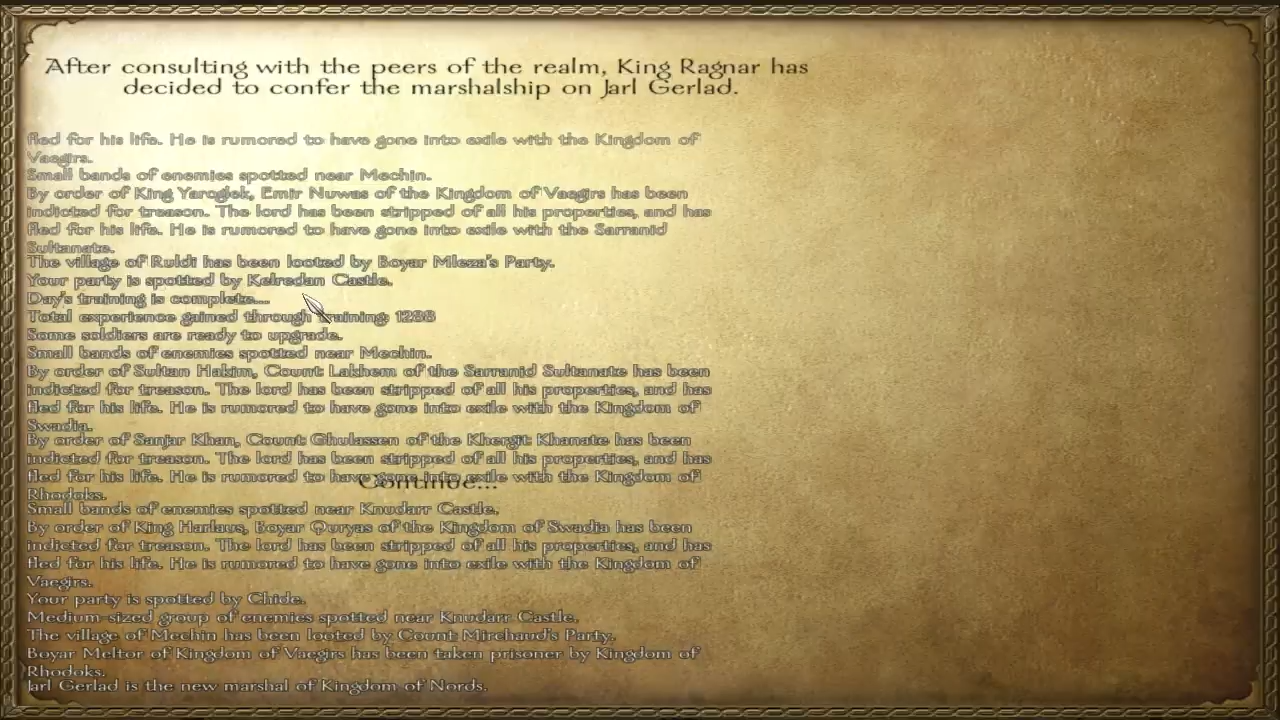 After consulting with the peers of the realm, King Ragnar has
decided to confer the marshalship on Jarl Gerlad.
fled for his life. He is rumored to have gone into exile with the Kingdom of
Vaegirs.
Small bands of enemies spotted near Mechin.
By order of King Yaroglek, Emir Nuwas of the Kingdom of Vaegirs has been
indicted for treason. The lord has been stripped of all his properties, and has
fled for his life. He is rumored to have gone into exile with the Sarranid
Sultanate.
The village of Ruldi has been looted by Boyar Mleza's Party.
Your party is spotted by Kelredan Castle.
Day's training is complete...
Total experience gained through training: 1288
Some soldiers are ready to upgrade.
Small bands of enemies spotted near Mechin.
By order of Sultan Hakim, Count Lakhem of the Sarranid Sultanate has been
indicted for treason. The lord has been stripped of all his properties, and has
fled for his life. He is rumored to have gone into exile with the Kingdom of
Swadia.
By order of Sanjar Khan, Count Ghulassen of the Khergit Khanate has been
indicted for treason. The lord has been stripped of all his properties, and has
fled for his life. He is rumored to have gone into exile with the Kingdom of
Continue...
Rhodoks.
Small bands of enemies spotted near Knudarr Castle.
By order of King Harlaus, Boyar Quryas of the Kingdom of Swadia has been
indicted for treason. The lord has been stripped of all his properties, and has
fled for his life. He is rumored to have gone into exile with the Kingdom of
Vaegirs.
Your party is spotted by Chide.
Medium-sized group of enemies spotted near Knudarr Castle.
The village of Mechin has been looted by Count Mirchaud's Party.
Boyar Meltor of Kingdom of Vaegirs has been taken prisoner by Kingdom of
Rhodoks.
Jarl Gerlad is the new marshal of Kingdom of Nords.